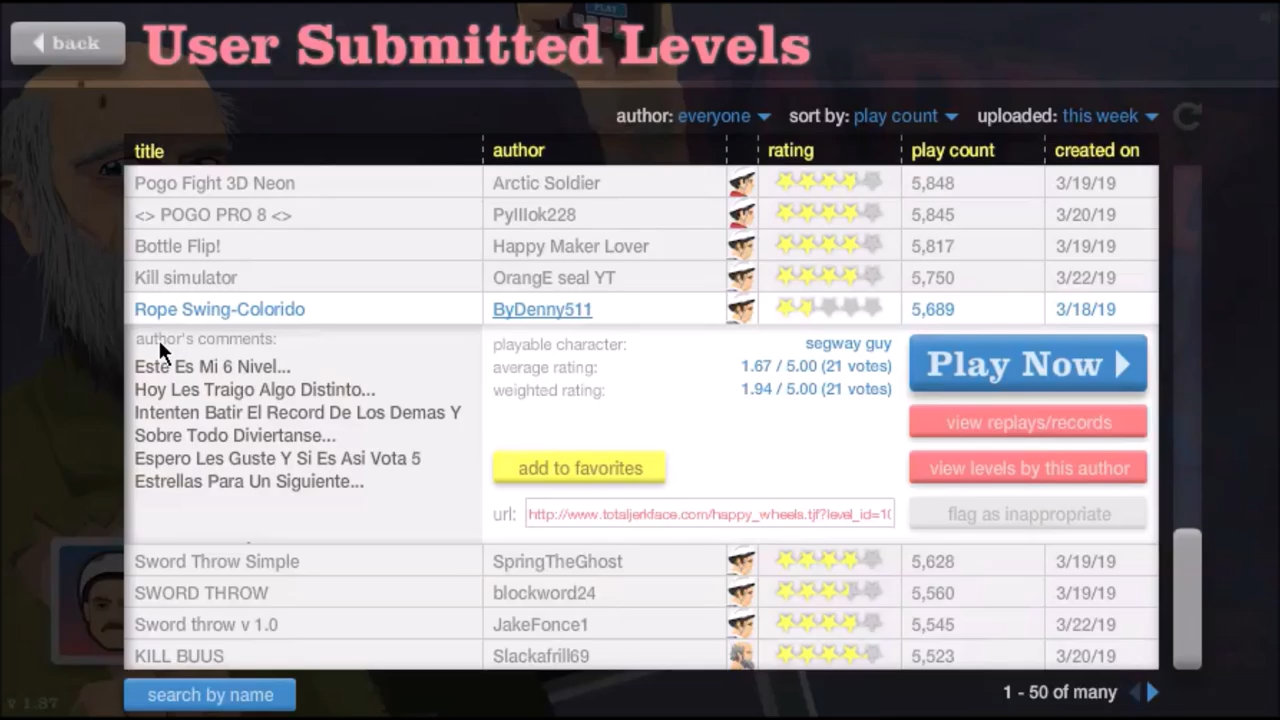 back
User Submitted Levels
author: everyone sort by: play count uploaded: this week
title author rating play count created on
Pogo Fight 3D Neon Arctic Soldier 5,848 3/19/19
<> POGO PRO 8 <> PyIIIok228 5,845 3/20/19
Bottle Flip! Happy Maker Lover 5,817 3/19/19
Kill simulator OrangE seal YT 5,750 3/22/19
Rope Swing-Colorido ByDenny511 5,689 3/18/19
author's comments:
Este Es Mi 6 Nivel...
Hoy Les Traigo Algo Distinto...
Intenten Batir El Record De Los Demas Y
Sobre Todo Diviertanse...
Espero Les Guste Y Si Es Asi Vota 5
Estrellas Para Un Siguiente...
playable character: segway guy
average rating: 1.67 / 5.00 (21 votes)
weighted rating: 1.94 / 5.00 (21 votes)
add to favorites
url: http://www.totaljerkface.com/happy_wheels.tjf?level_id=1(
Play Now
view replays/records
view levels by this author
flag as inappropriate
Sword Throw Simple SpringTheGhost 5,628 3/19/19
SWORD THROW blockword24 5,560 3/19/19
Sword throw v 1.0 JakeFonce1 5,545 3/22/19
KILL BUUS Slackafrill69 5,523 3/20/19
search by name
1 - 50 of many
v 1.87